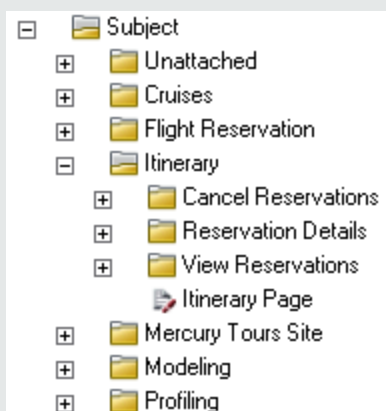 Subject
Unattached
Cruises
Flight Reservation
Itinerary
Cancel Reservations
Reservation Details
View Reservations
Itinerary Page
Mercury Tours Site
Modeling
Profiling